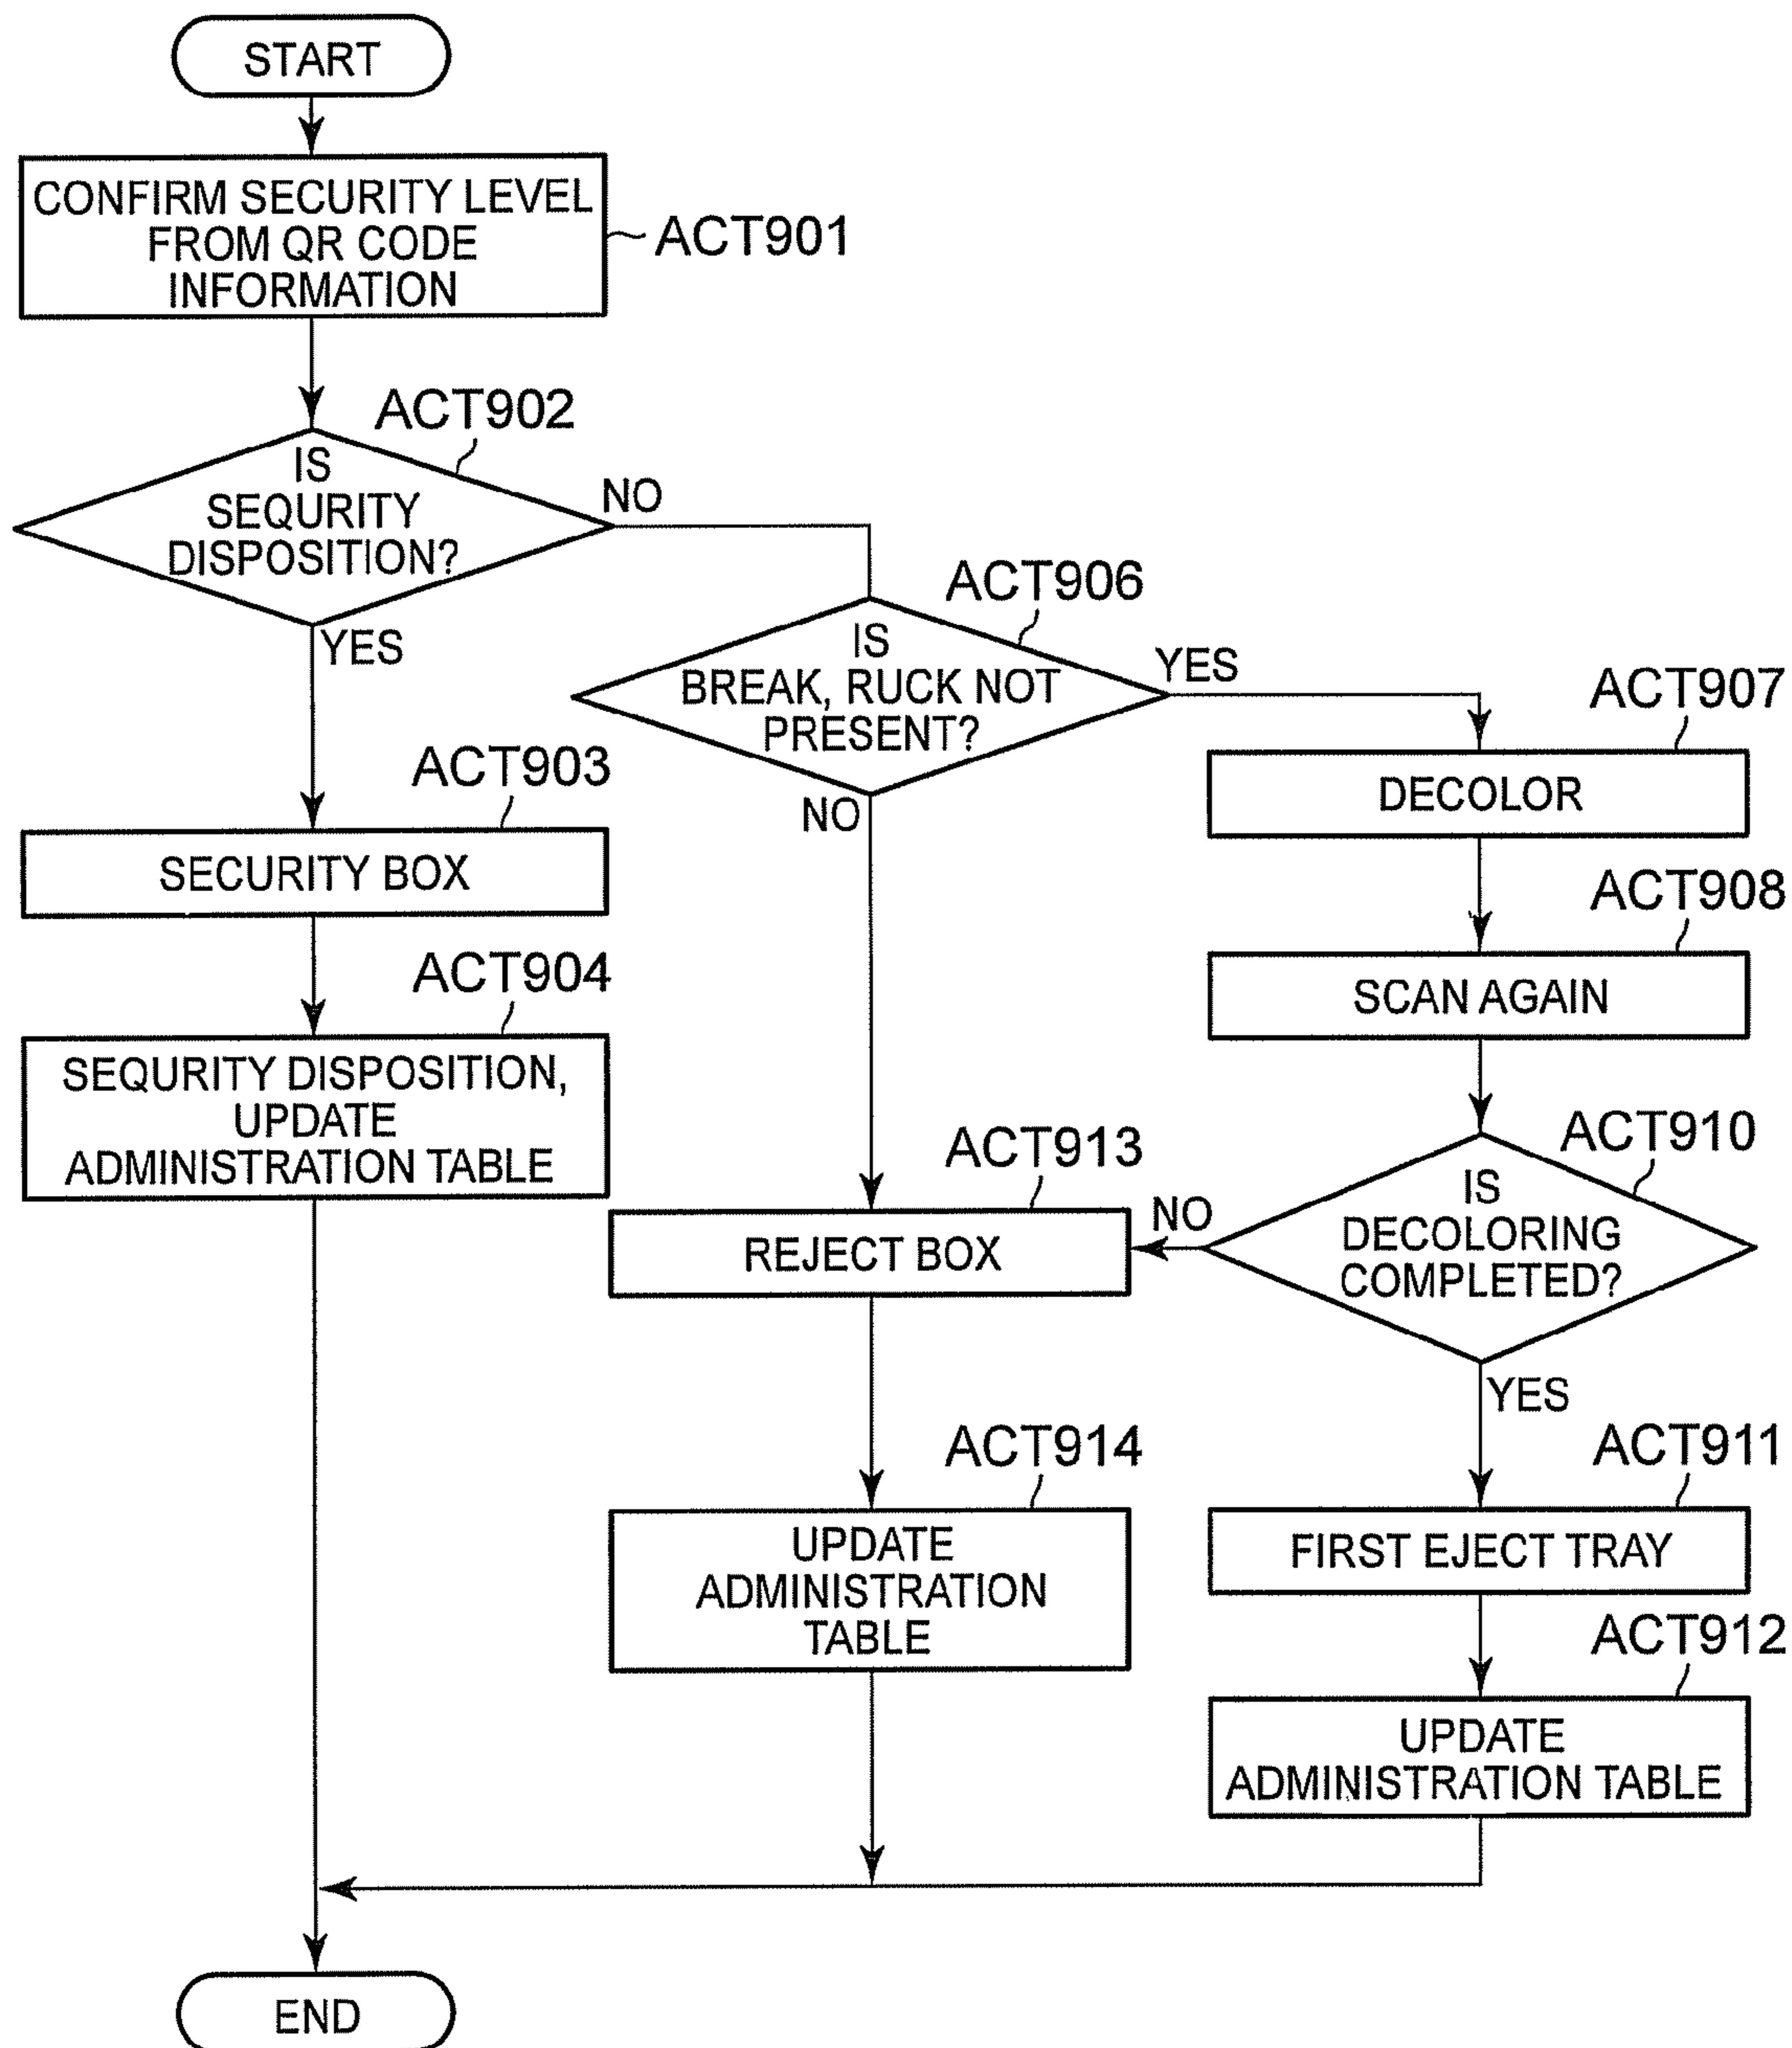 START
CONFIRM SECURITY LEVEL
FROM QR CODE
INFORMATION
ACT901
ACT902
IS
SEQURITY
DISPOSITION?
NO
YES
ACT903
SECURITY BOX
ACT904
SEQURITY DISPOSITION,
UPDATE
ADMINISTRATION TABLE
ACT906
IS
BREAK, RUCK NOT
PRESENT?
YES
NO
ACT907
DECOLOR
ACT908
SCAN AGAIN
ACT910
IS
DECOLORING
COMPLETED?
NO
YES
ACT913
REJECT BOX
ACT914
UPDATE
ADMINISTRATION
TABLE
ACT911
FIRST EJECT TRAY
ACT912
UPDATE
ADMINISTRATION TABLE
END